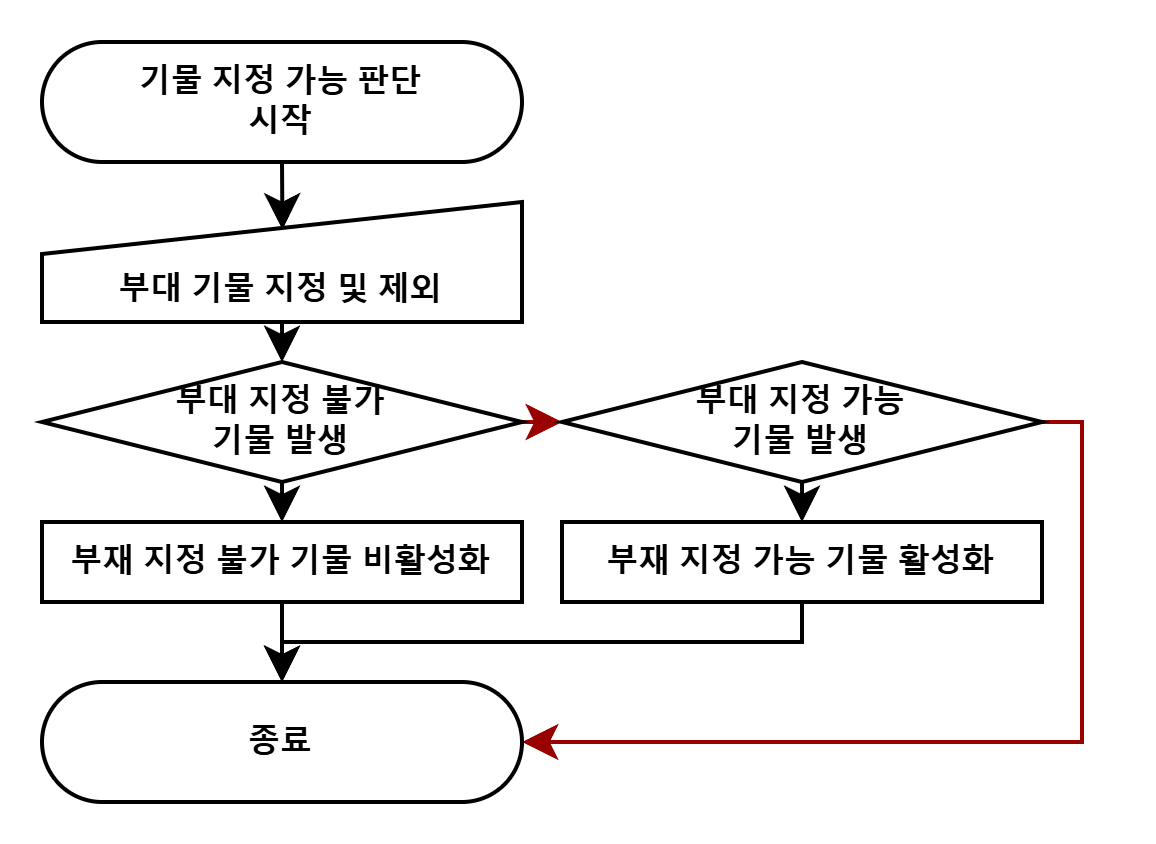 기물 지정 가능 판단
시작
부대 기물 지정 및 제외
부대 지정 불가
기물 발생
부대 지정 가능
기물 발생
부재 지정 불가 기물 비활성화
부재 지정 가능 기물 활성화
종료